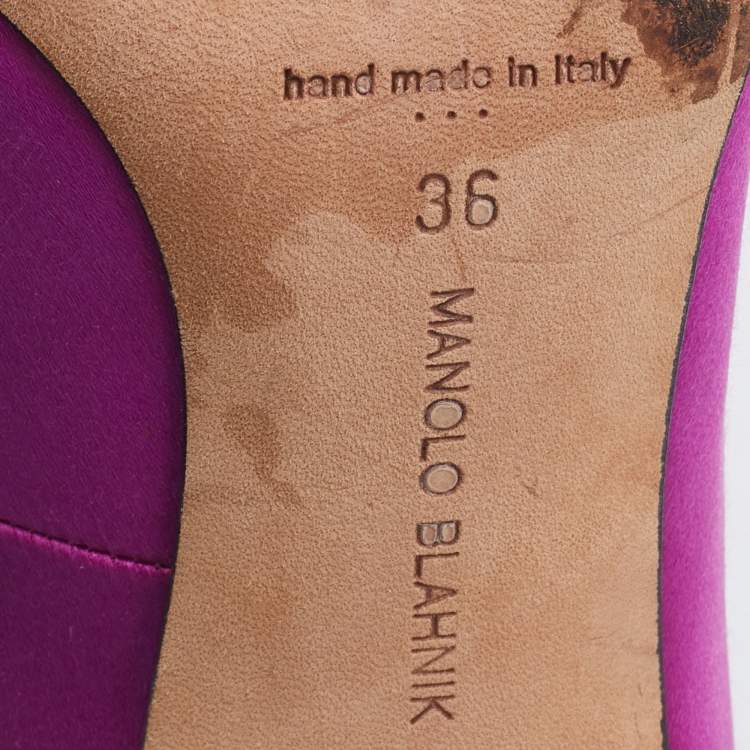 hand made in Italy
...
36
MANOLO BLAHNIK